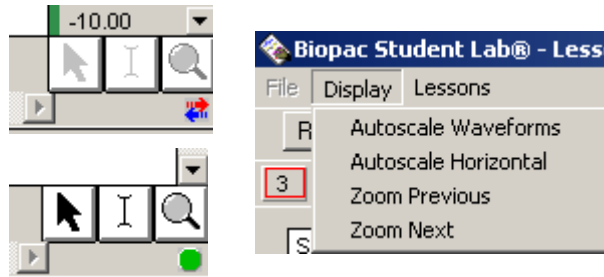 -10.00
Biopac Student Lab® - Less
File Display Lessons
R
Autoscale Waveforms
Autoscale Horizontal
3
Zoom Previous
Zoom Next
S